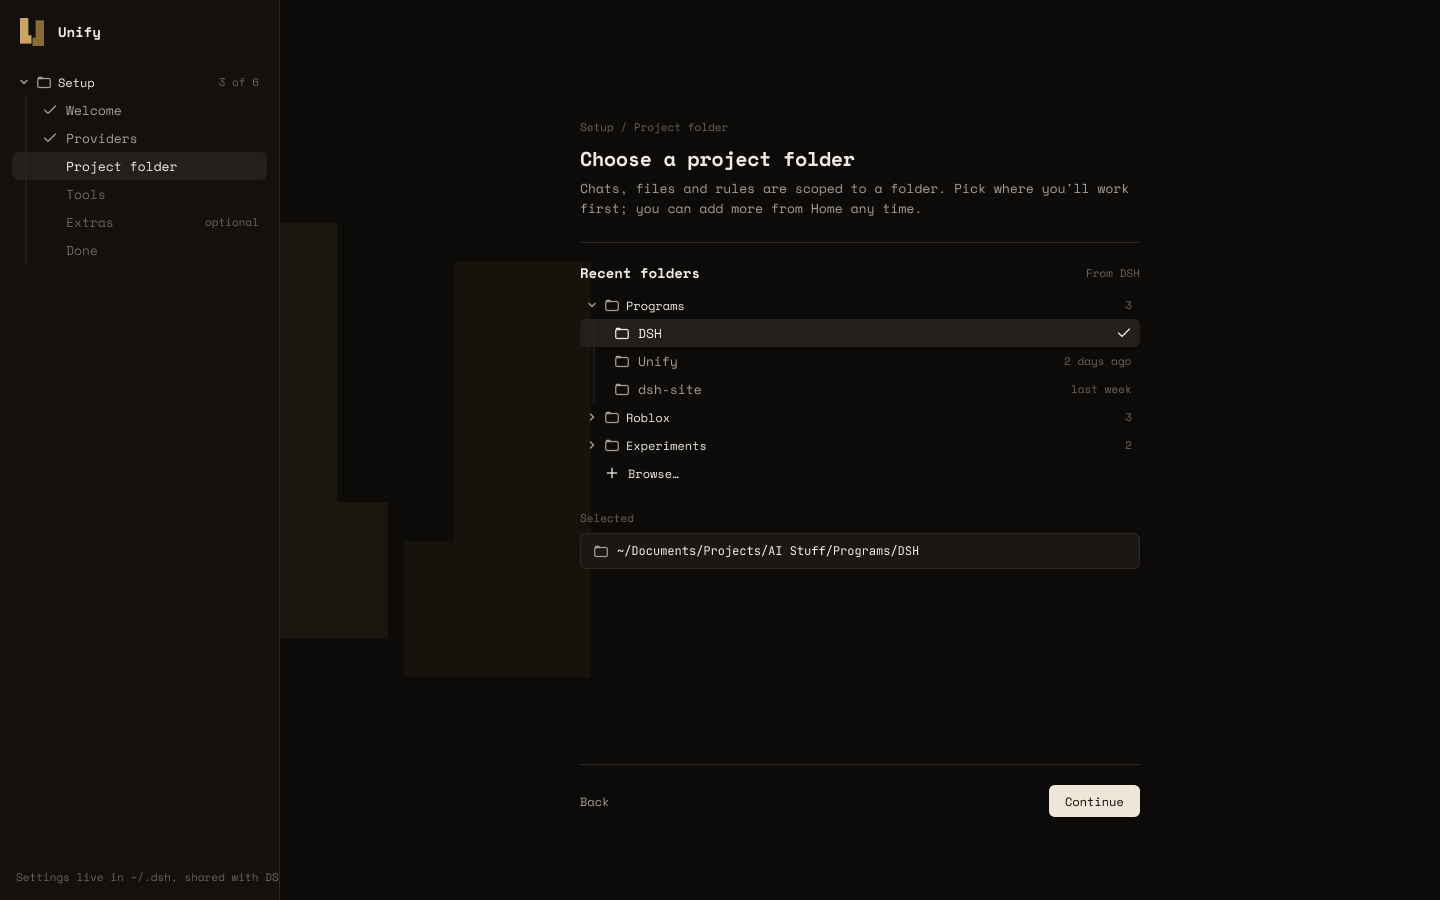 Unify
Setup 3 of 6
Welcome
Providers
Project folder
Tools
Extras optional
Done
Settings live in ~/.dsh, shared with DS
Setup / Project folder
Choose a project folder
Chats, files and rules are scoped to a folder. Pick where you'll work
first; you can add more from Home any time.
Recent folders From DSH
Programs 3
DSH
Unify 2 days ago
dsh-site last week
Roblox 3
Experiments 2
Browse…
Selected
~/Documents/Projects/AI Stuff/Programs/DSH
Back Continue